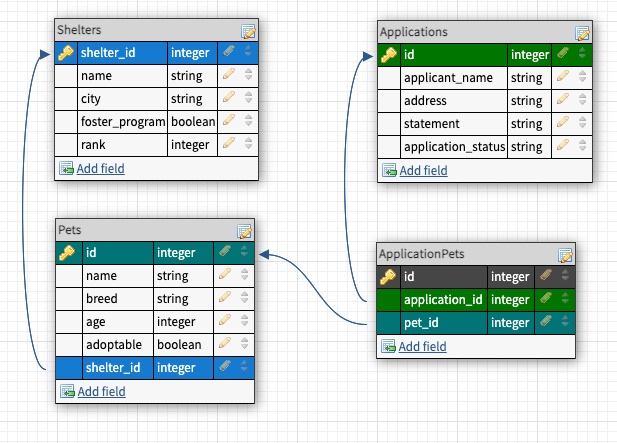 Shelters
shelter_id integer
name string
city string
foster_program boolean
rank integer
Add field
Applications
id integer
applicant_name string
address string
statement string
application_status string
Add field
Pets
id integer
name string
breed string
age integer
adoptable boolean
shelter_id integer
Add field
ApplicationPets
id integer
application_id integer
pet_id integer
Add field